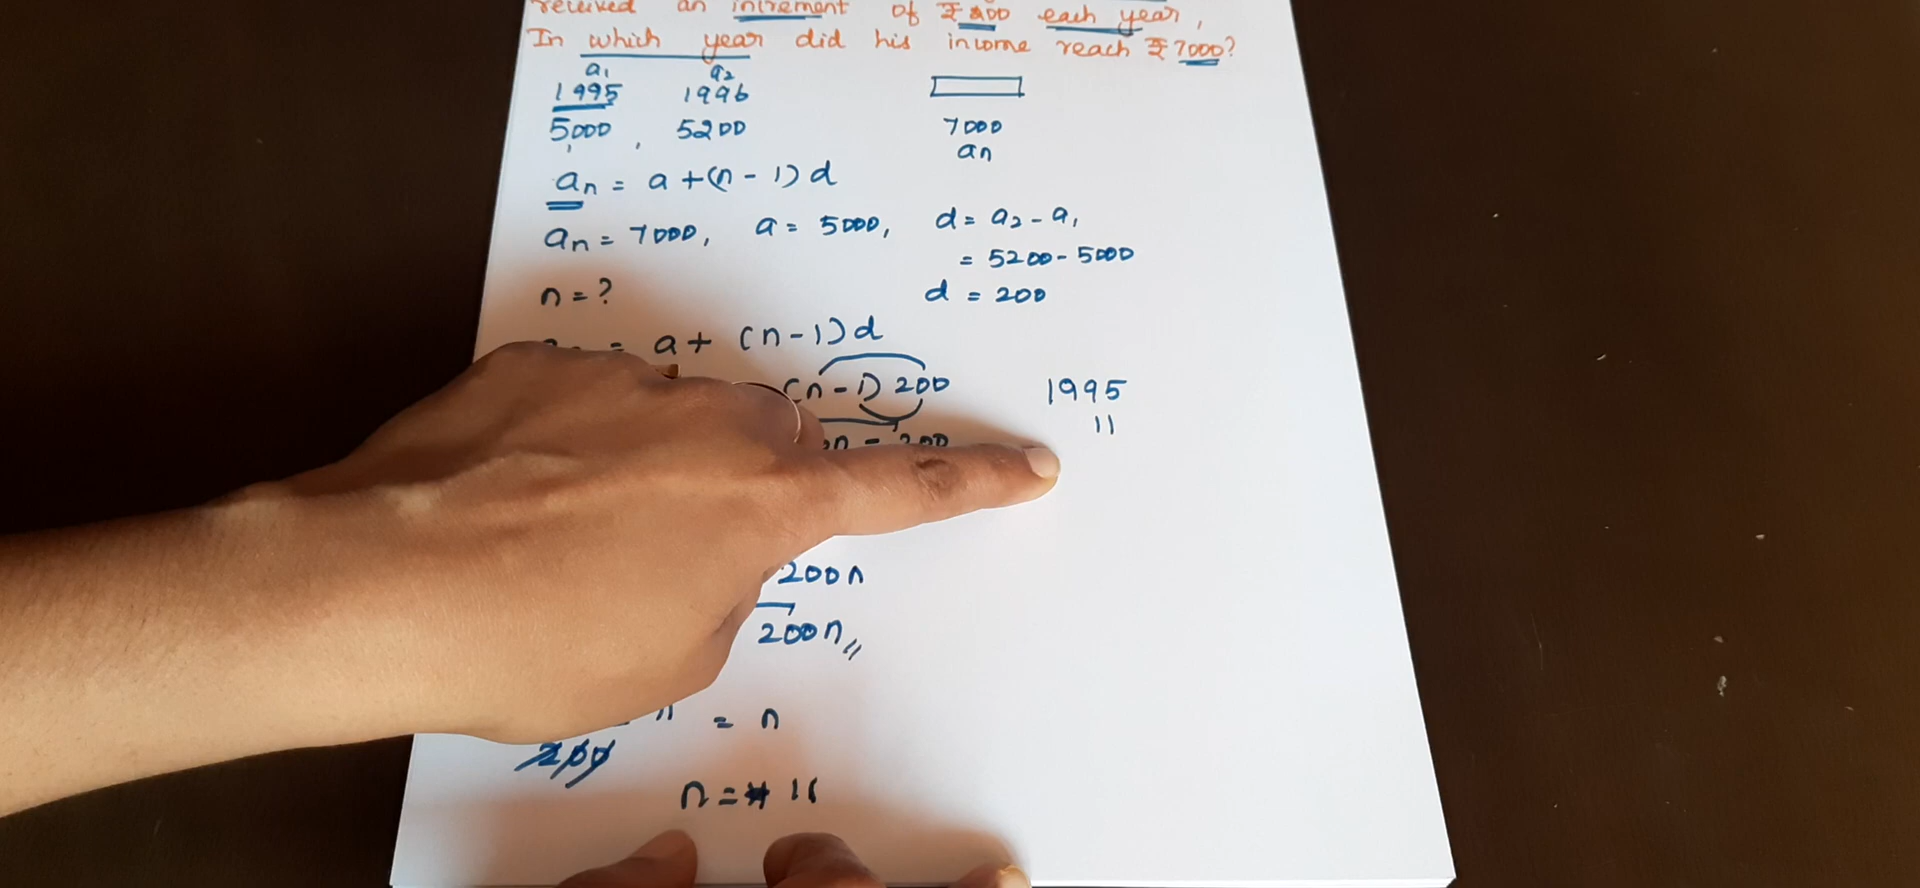 received an increment of ₹ 200 each year,
In which year did his income reach ₹ 7000?
a₁ a₂
1995 1996
5000, 5200 7000
an
an = a + (n - 1) d
an = 7000, a = 5000, d = a₂ - a₁
= 5200 - 5000
n = ? d = 200
= a + (n - 1) d
(n - 1) 200 1995
11
n - 200
200n
200n
= n
200
n = 11